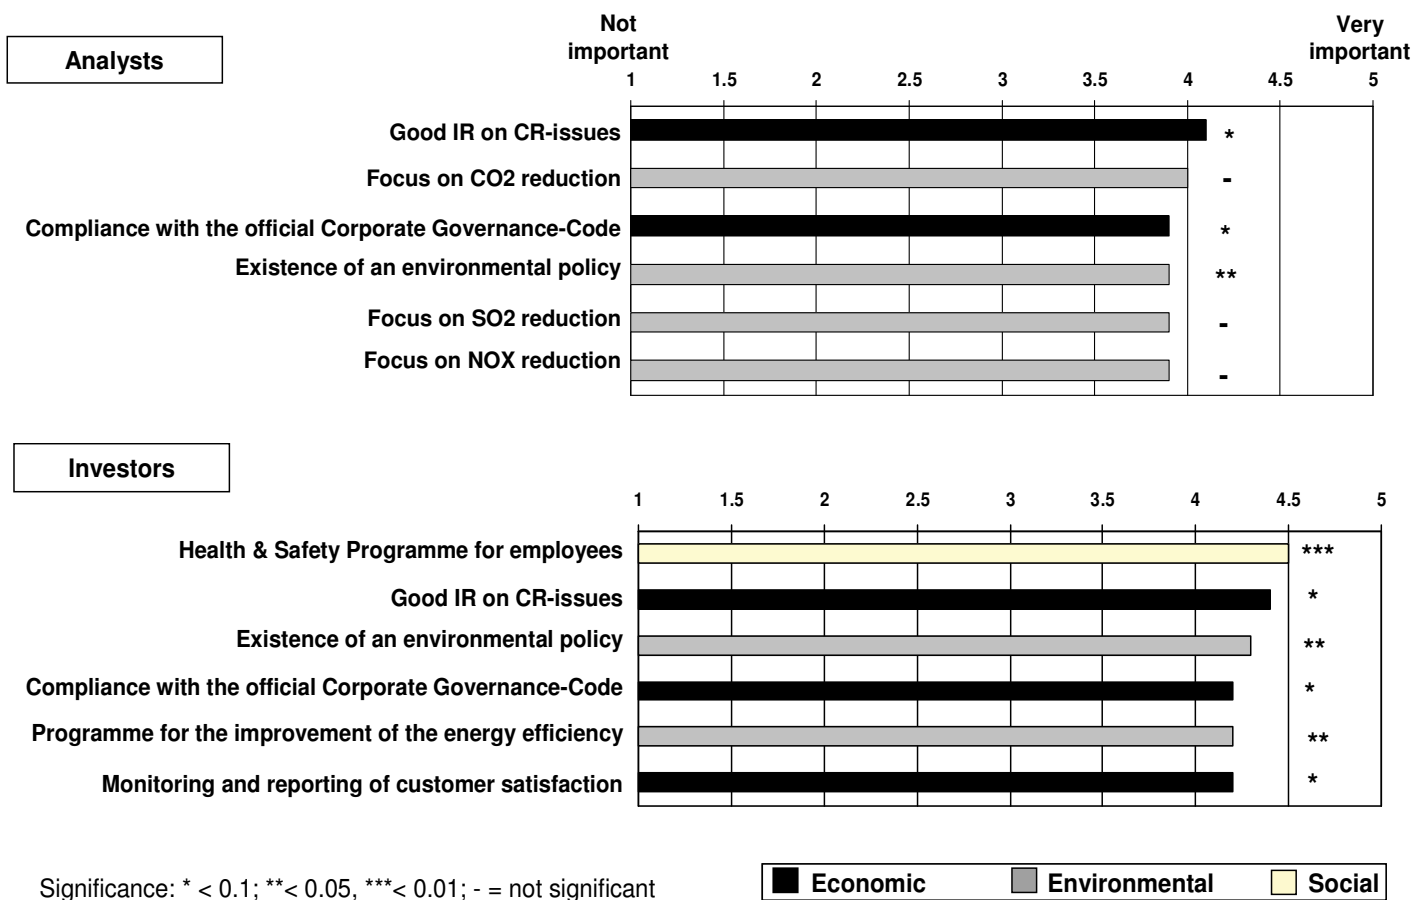 Not
important
Very
important
Analysts
1 1.5 2 2.5 3 3.5 4 4.5 5
Good IR on CR-issues *
Focus on CO2 reduction -
Compliance with the official Corporate Governance-Code *
Existence of an environmental policy **
Focus on SO2 reduction -
Focus on NOX reduction -
Investors
1 1.5 2 2.5 3 3.5 4 4.5 5
Health & Safety Programme for employees ***
Good IR on CR-issues *
Existence of an environmental policy **
Compliance with the official Corporate Governance-Code *
Programme for the improvement of the energy efficiency **
Monitoring and reporting of customer satisfaction *
Significance: * < 0.1; **< 0.05, ***< 0.01; - = not significant
Economic Environmental Social